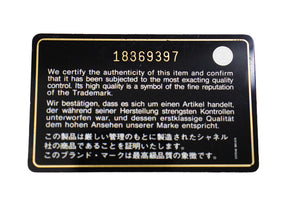 18369397
We certify the authenticity of this item and confirm
that it has been subjected to the most exacting quality
control. Its high quality is a symbol of the fine reputation
of the Trademark.
Wir bestätigen, dass es sich um einen Artikel handelt,
der während seiner Herstellung strengsten Kontrollen
unterworfen war, und dessen erstklassige Qualität
dem hohen Ansehen unserer Marke entspricht.
この製品は厳しい管理のもとに製造されたシャネル
社の商品であることを証明いたします。
このブランド・マークは最高級品質の象徴です。